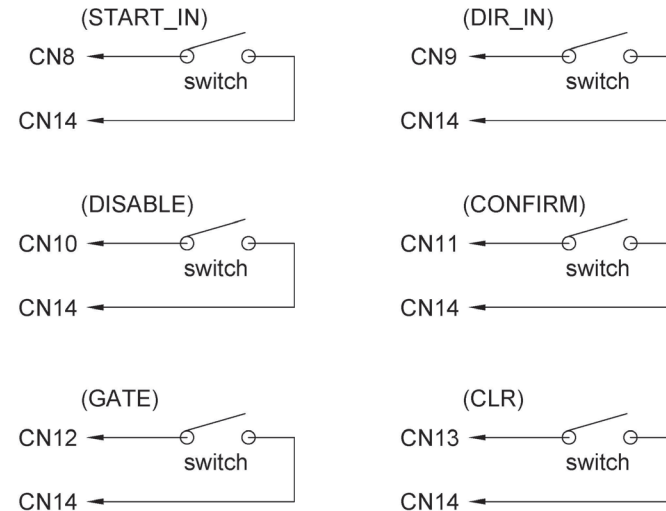 (START_IN)
CN8
switch
CN14
(DIR_IN)
CN9
switch
CN14
(DISABLE)
CN10
switch
CN14
(CONFIRM)
CN11
switch
CN14
(GATE)
CN12
switch
CN14
(CLR)
CN13
switch
CN14